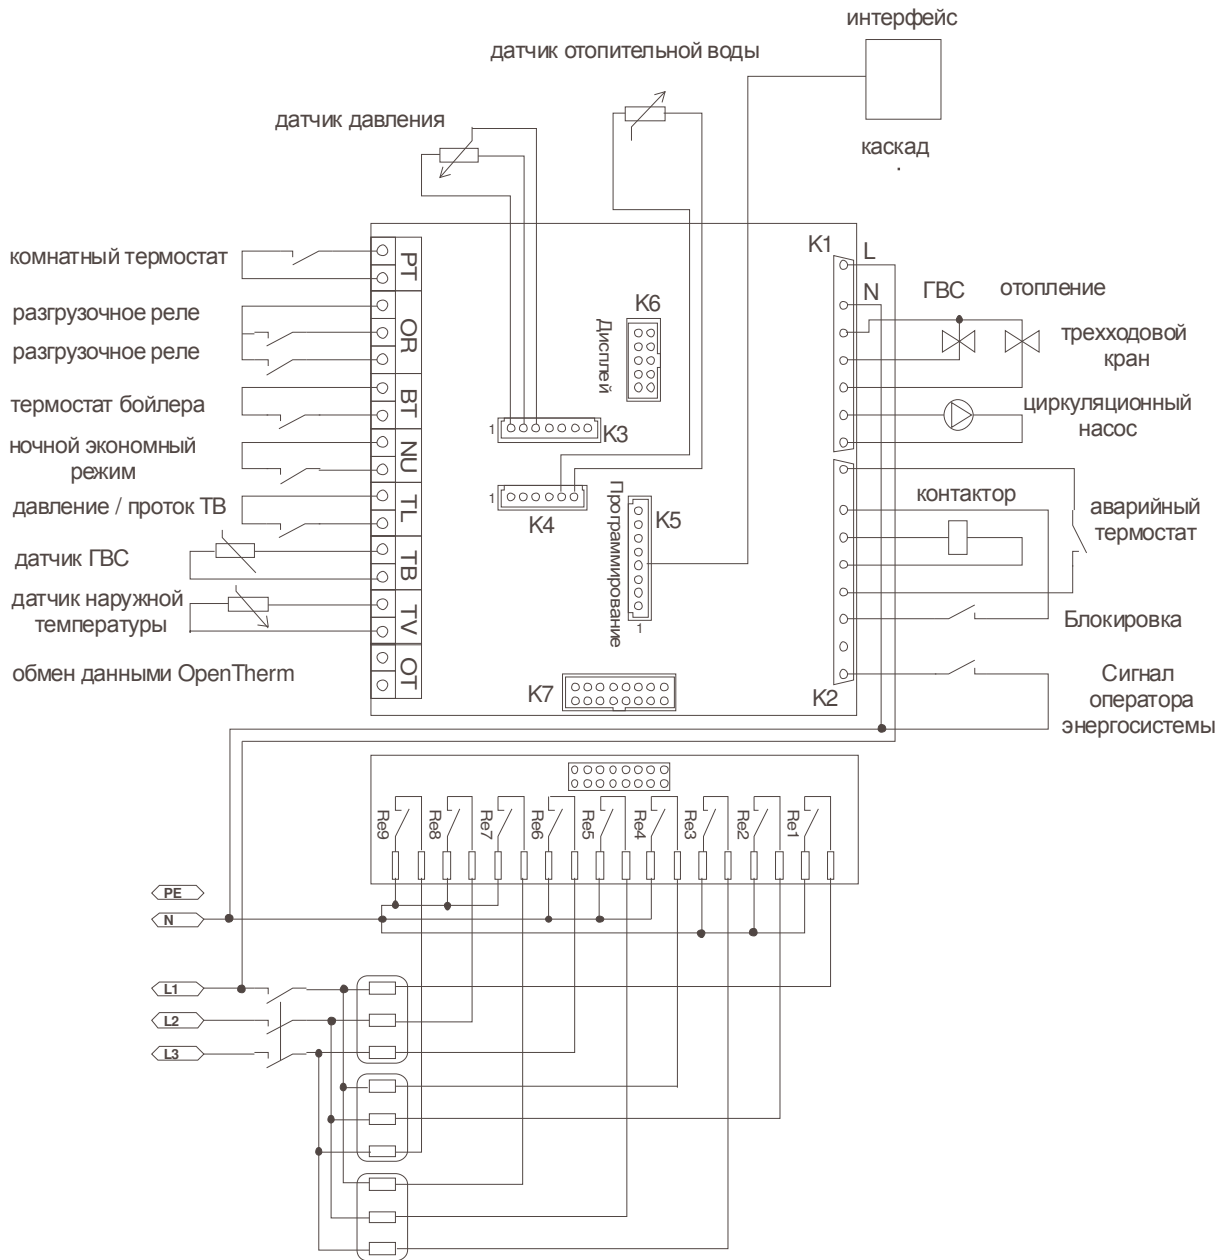 интерфейс
датчик отопительной воды
датчик давления
каскад
комнатный термостат
разгрузочное реле
разгрузочное реле
термостат бойлера
ночной экономный
режим
давление / проток ТВ
датчик ГВС
датчик наружной
температуры
обмен данными OpenTherm
PT
OR
BT
NU
TL
TB
TV
OT
K6
Дисплей
1
K3
1
K4
Программирование
K5
1
K7
K1
L
N
ГВС
отопление
трехходовой
кран
циркуляционный
насос
контактор
аварийный
термостат
Блокировка
K2
Сигнал
оператора
энергосистемы
Re9
Re8
Re7
Re6
Re5
Re4
Re3
Re2
Re1
PE
N
L1
L2
L3